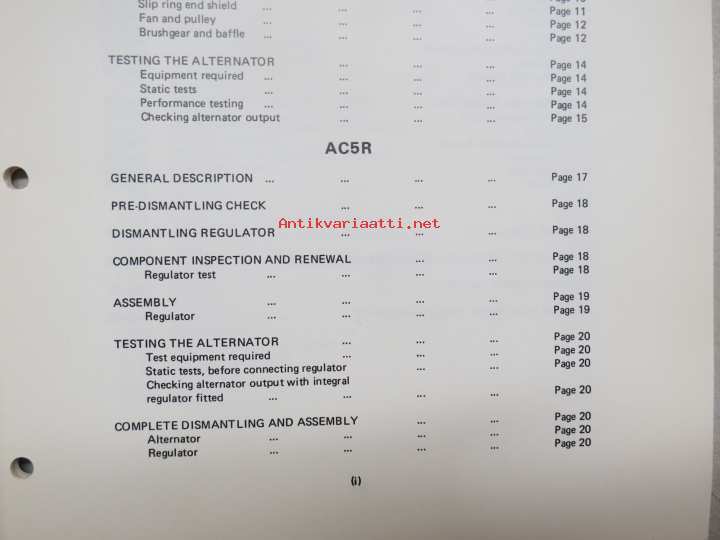 Slip ring end shield ... ... ... ... Page 11
Fan and pulley ... ... ... ... Page 12
Brushgear and baffle ... ... ... ... Page 12
TESTING THE ALTERNATOR ... ... ... Page 14
Equipment required ... ... ... ... Page 14
Static tests ... ... ... ... Page 14
Performance testing ... ... ... ... Page 14
Checking alternator output ... ... ... Page 15
AC5R
GENERAL DESCRIPTION ... ... ... ... Page 17
PRE-DISMANTLING CHECK ... ... ... Page 18
Antikvariaatti.net
DISMANTLING REGULATOR ... ... ... Page 18
COMPONENT INSPECTION AND RENEWAL ... ... Page 18
Regulator test ... ... ... ... Page 18
ASSEMBLY ... ... ... ... Page 19
Regulator ... ... ... ... Page 19
TESTING THE ALTERNATOR ... ... ... Page 20
Test equipment required ... ... ... Page 20
Static tests, before connecting regulator ... ... Page 20
Checking alternator output with integral
regulator fitted ... ... ... ... Page 20
COMPLETE DISMANTLING AND ASSEMBLY ... ... Page 20
Alternator ... ... ... ... Page 20
Regulator ... ... ... ... Page 20
(i)